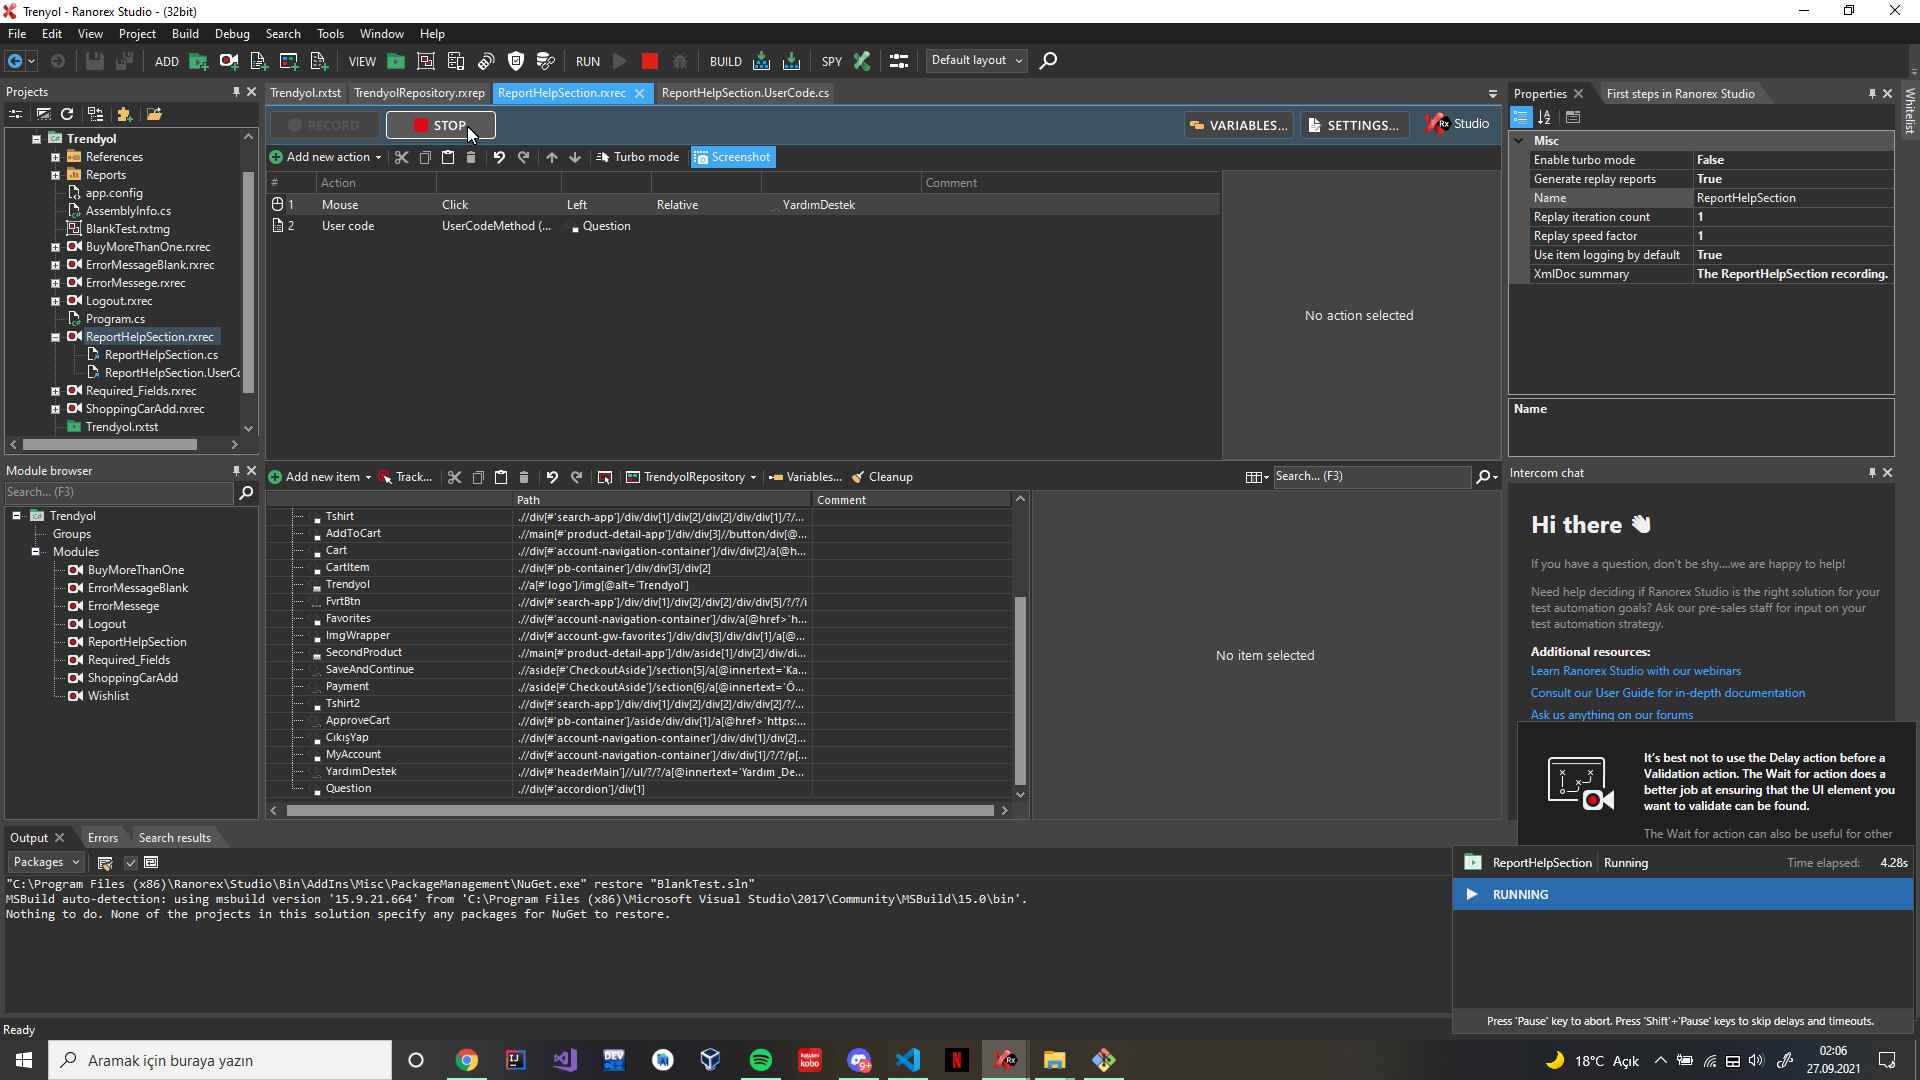 Trenyol - Ranorex Studio - (32bit)
File Edit View Project Build Debug Search Tools Window Help
ADD VIEW RUN BUILD SPY Default layout
Projects
Trendyol
References
Reports
app.config
AssemblyInfo.cs
BlankTest.rxtmg
BuyMoreThanOne.rxrec
ErrorMessageBlank.rxrec
ErrorMessege.rxrec
Logout.rxrec
Program.cs
ReportHelpSection.rxrec
ReportHelpSection.cs
ReportHelpSection.UserCo
Required_Fields.rxrec
ShoppingCarAdd.rxrec
Trendyol.rxtst
Module browser
Search... (F3)
Trendyol
Groups
Modules
BuyMoreThanOne
ErrorMessageBlank
ErrorMessege
Logout
ReportHelpSection
Required_Fields
ShoppingCarAdd
Wishlist
Trendyol.rxtst TrendyolRepository.rxrep ReportHelpSection.rxrec ReportHelpSection.UserCode.cs
RECORD STOP VARIABLES... SETTINGS... Rx Studio
Add new action Turbo mode Screenshot
# Action Comment
1 Mouse Click Left Relative YardımDestek
2 User code UserCodeMethod (... Question
No action selected
Add new item Track... TrendyolRepository Variables... Cleanup Search... (F3)
Path Comment
Tshirt .//div[#'search-app']/div/div[1]/div[2]/div[2]/div/div[1]/?/...
AddToCart .//main[#'product-detail-app']/div/div[3]//button/div[@...
Cart .//div[#'account-navigation-container']/div/div[2]/a[@h...
CartItem .//div[#'pb-container']/div/div[3]/div[2]
Trendyol .//a[#'logo']/img[@alt='Trendyol']
FvrtBtn .//div[#'search-app']/div/div[1]/div[2]/div[2]/div/div[5]/?/?/i
Favorites .//div[#'account-navigation-container']/div/a[@href>'h...
ImgWrapper .//div[#'account-gw-favorites']/div/div[3]/div/div[1]/a[@...
SecondProduct .//main[#'product-detail-app']/div/aside[1]/div[2]/div/di...
SaveAndContinue .//aside[#'CheckoutAside']/section[5]/a[@innertext='Ka...
Payment .//aside[#'CheckoutAside']/section[6]/a[@innertext='Ö...
Tshirt2 .//div[#'search-app']/div/div[1]/div[2]/div[2]/div/div[2]/?/...
ApproveCart .//div[#'pb-container']/aside/div/div[1]/a[@href>'https:...
CıkışYap .//div[#'account-navigation-container']/div/div[1]/div[2]...
MyAccount .//div[#'account-navigation-container']/div/div[1]/?/?/p[...
YardımDestek .//div[#'headerMain']//ul/?/?/a[@innertext='Yardım _De...
Question .//div[#'accordion']/div[1]
No item selected
Properties First steps in Ranorex Studio
Whitelist
Misc
Enable turbo mode False
Generate replay reports True
Name ReportHelpSection
Replay iteration count 1
Replay speed factor 1
Use item logging by default True
XmlDoc summary The ReportHelpSection recording.
Name
Intercom chat
Hi there
If you have a question, don't be shy....we are happy to help!
Need help deciding if Ranorex Studio is the right solution for your
test automation goals? Ask our pre-sales staff for input on your
test automation strategy.
Additional resources:
Learn Ranorex Studio with our webinars
Consult our User Guide for in-depth documentation
Ask us anything on our forums
It's best not to use the Delay action before a
Validation action. The Wait for action does a
better job at ensuring that the UI element you
want to validate can be found.
The Wait for action can also be useful for other
ReportHelpSection Running Time elapsed: 4.28s
RUNNING
Press 'Pause' key to abort. Press 'Shift'+'Pause' keys to skip delays and timeouts.
Output Errors Search results
Packages
"C:\Program Files (x86)\Ranorex\Studio\Bin\AddIns\Misc\PackageManagement\NuGet.exe" restore "BlankTest.sln"
MSBuild auto-detection: using msbuild version '15.9.21.664' from 'C:\Program Files (x86)\Microsoft Visual Studio\2017\Community\MSBuild\15.0\bin'.
Nothing to do. None of the projects in this solution specify any packages for NuGet to restore.
Ready
Aramak için buraya yazın
18°C Açık
02:06
27.09.2021